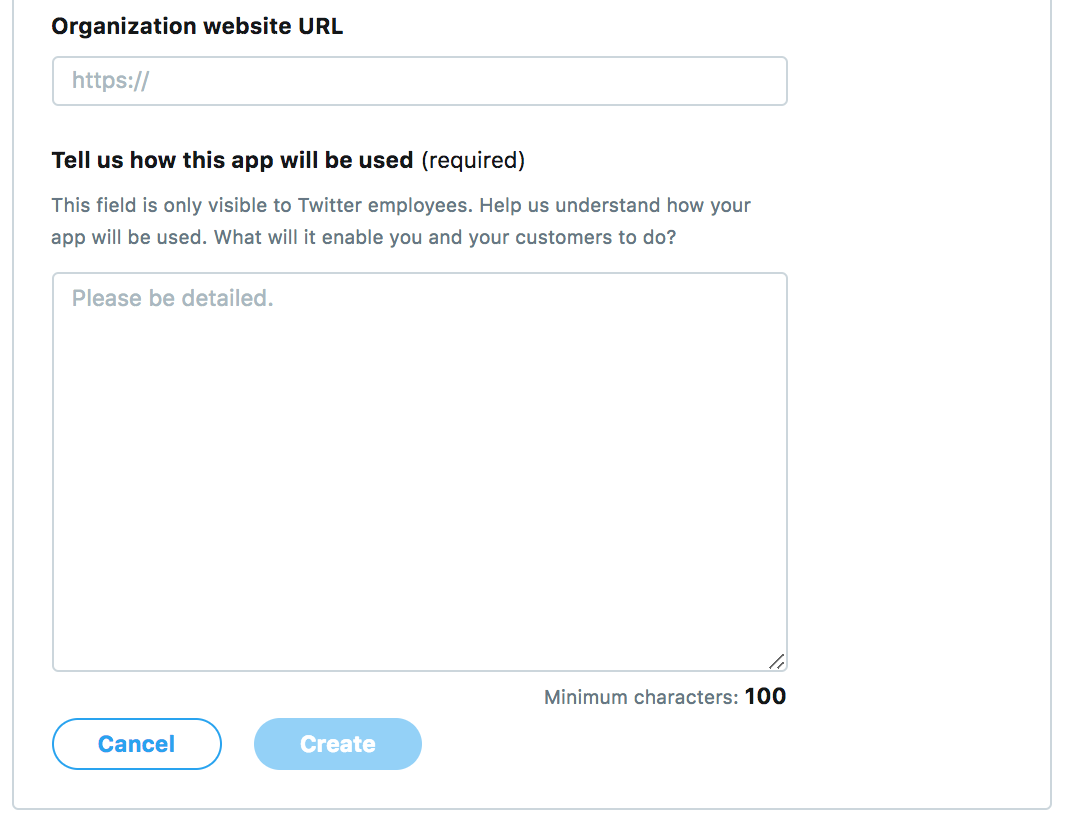 Organization website URL
https://
Tell us how this app will be used (required)
This field is only visible to Twitter employees. Help us understand how your
app will be used. What will it enable you and your customers to do?
Please be detailed.
Minimum characters: 100
Cancel Create